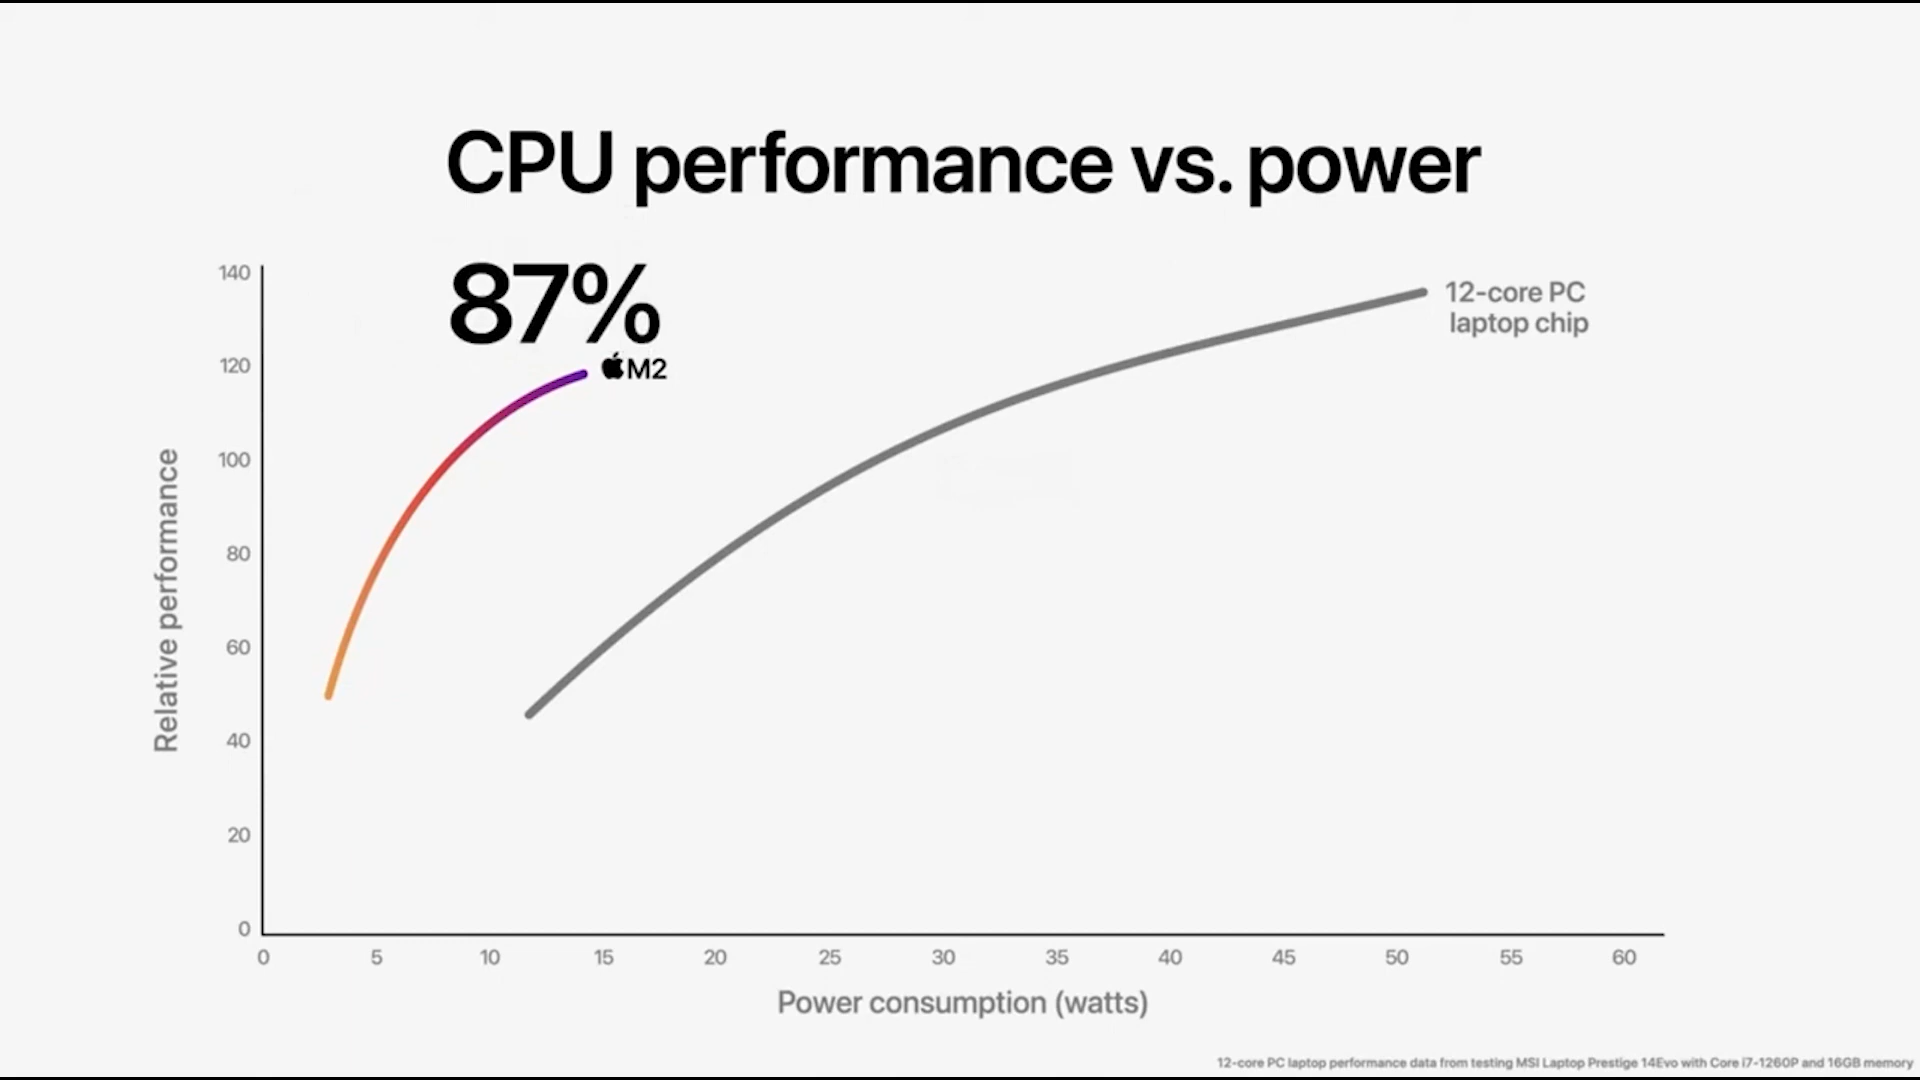 CPU performance vs. power
87%
M2
12-core PC
laptop chip
Relative performance
140
120
100
80
60
40
20
0
0 5 10 15 20 25 30 35 40 45 50 55 60
Power consumption (watts)
12-core PC laptop performance data from testing MSI Laptop Prestige 14Evo with Core i7-1260P and 16GB memory